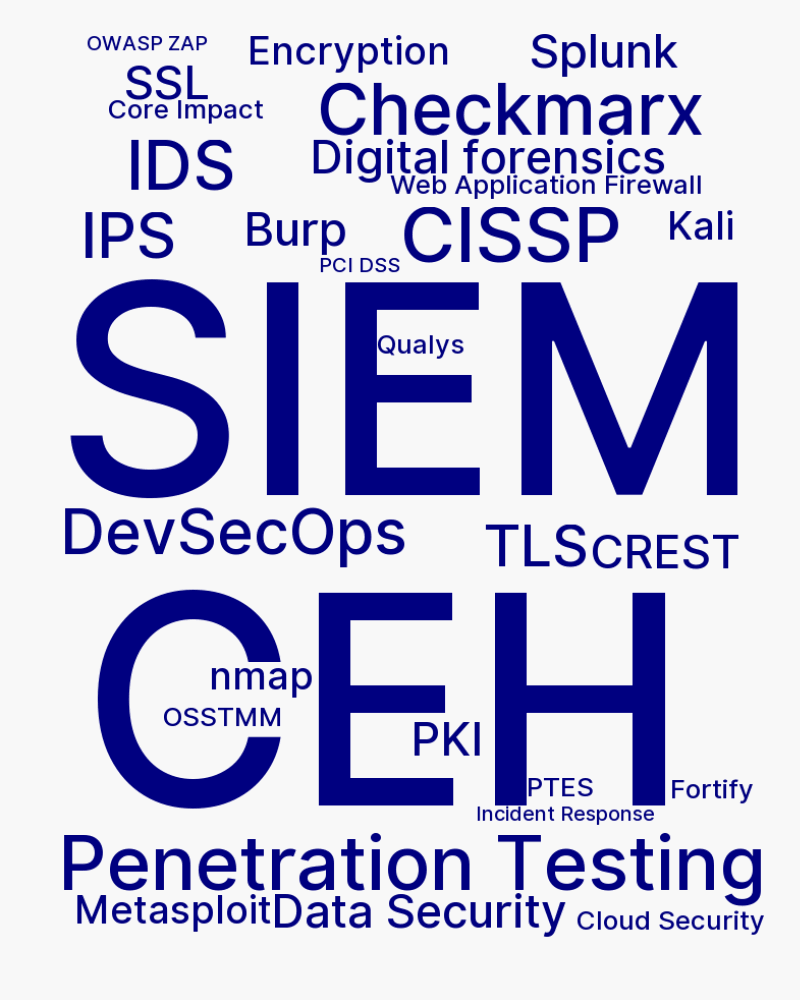 OWASP ZAP
Encryption
Splunk
SSL
Core Impact
Checkmarx
IDS
Digital forensics
Web Application Firewall
IPS
Burp
CISSP
Kali
PCI DSS
SIEM
Qualys
DevSecOps
TLS
CREST
CEH
nmap
OSSTMM
PKI
PTES
Fortify
Incident Response
Penetration Testing
Metasploit
Data Security
Cloud Security